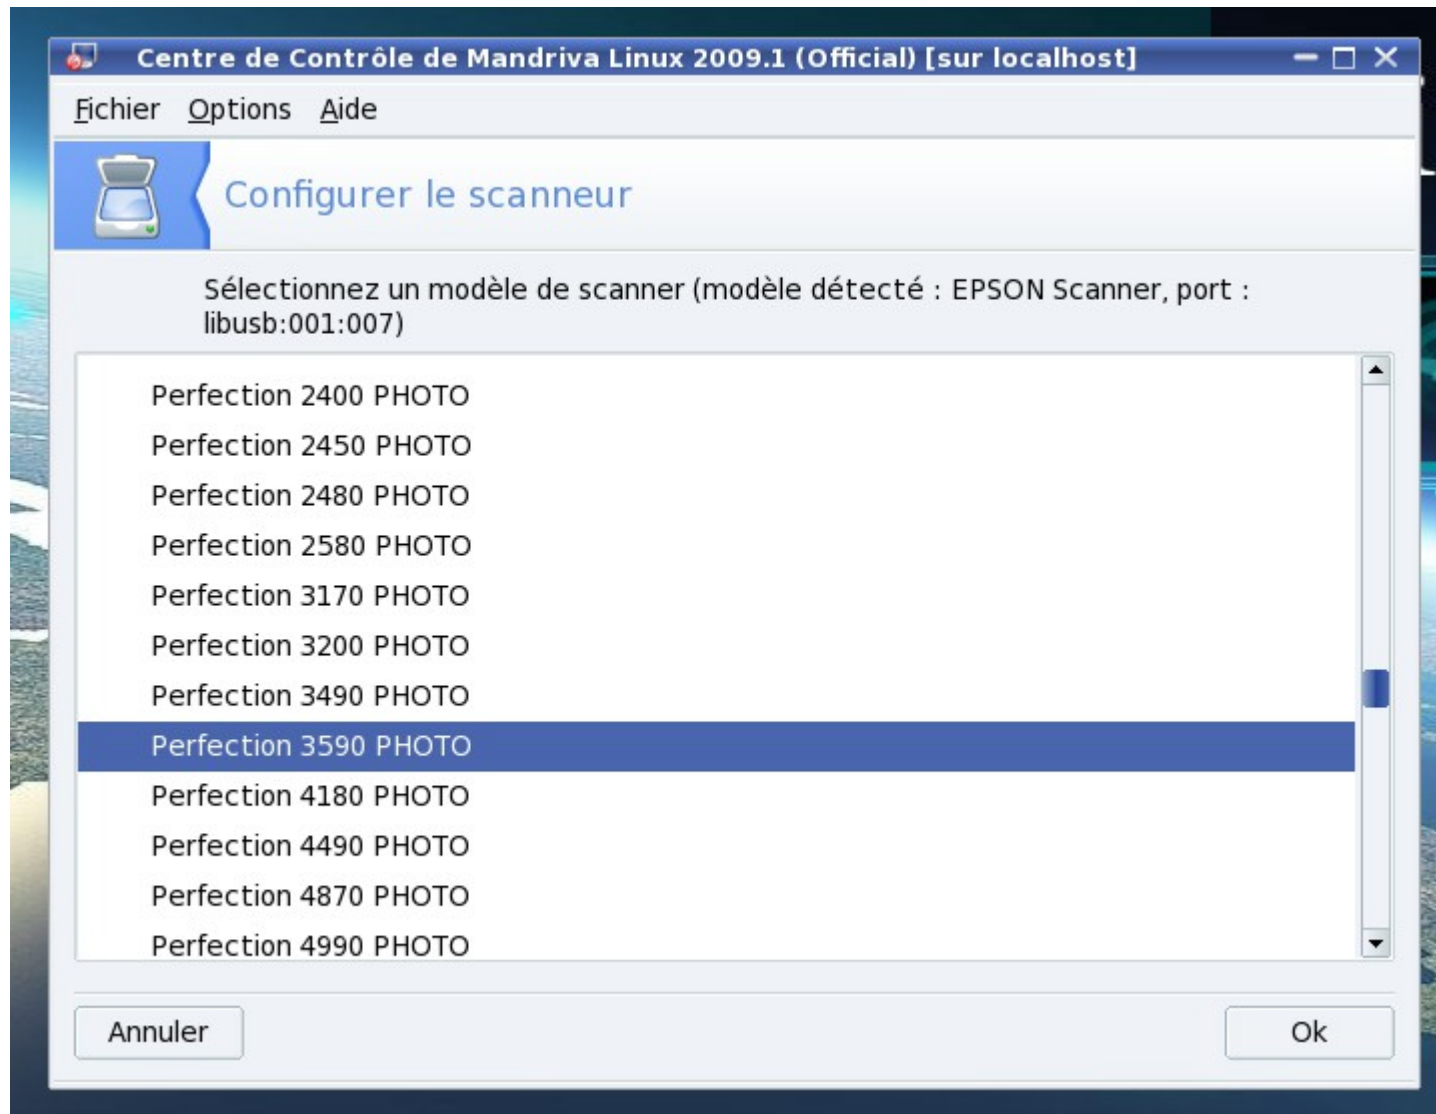 Centre de Contrôle de Mandriva Linux 2009.1 (Official) [sur localhost]
Fichier Options Aide
Configurer le scanneur
Sélectionnez un modèle de scanner (modèle détecté : EPSON Scanner, port :
libusb:001:007)
Perfection 2400 PHOTO
Perfection 2450 PHOTO
Perfection 2480 PHOTO
Perfection 2580 PHOTO
Perfection 3170 PHOTO
Perfection 3200 PHOTO
Perfection 3490 PHOTO
Perfection 3590 PHOTO
Perfection 4180 PHOTO
Perfection 4490 PHOTO
Perfection 4870 PHOTO
Perfection 4990 PHOTO
Annuler Ok